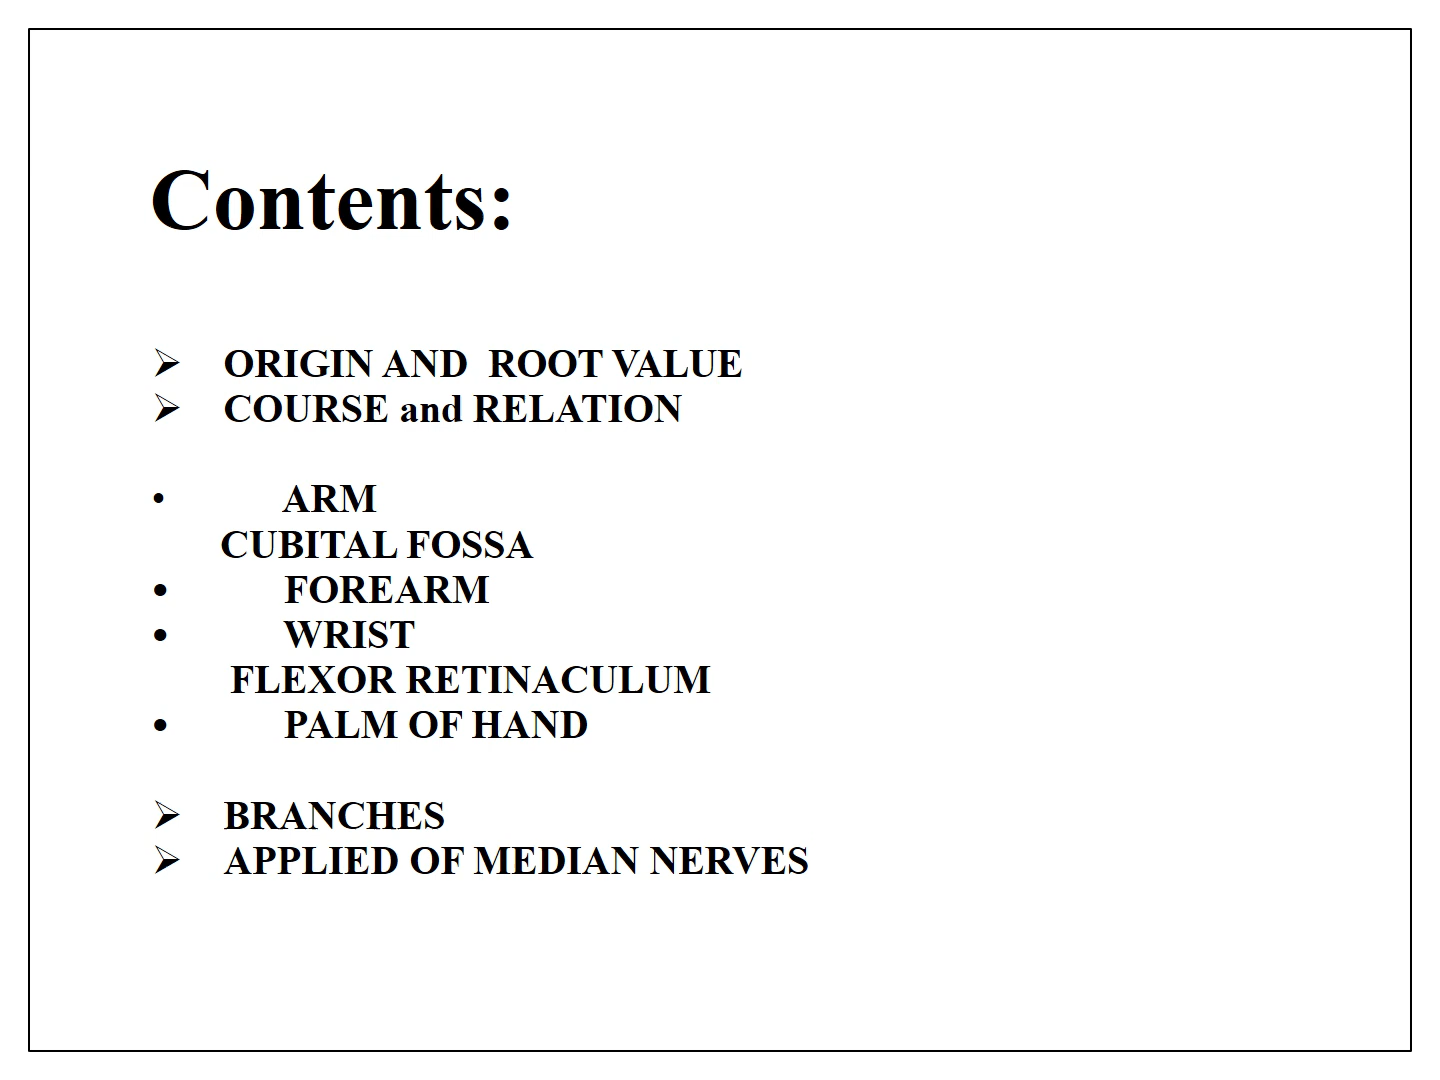 Contents:
➢ ORIGIN AND  ROOT VALUE
➢ COURSE and RELATION
• ARM
CUBITAL FOSSA
• FOREARM
• WRIST
FLEXOR RETINACULUM
• PALM OF HAND
➢ BRANCHES
➢ APPLIED OF MEDIAN NERVES